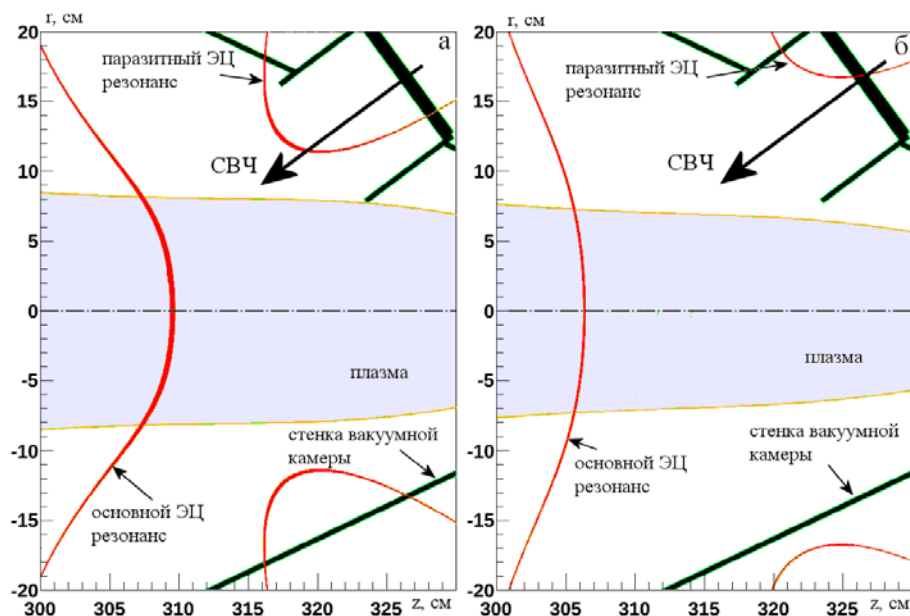 r, см
20
15
10
5
0
-5
-10
-15
-20
300
305
310
315
320
325
z, см
а
паразитный ЭЦ
резонанс
СВЧ
плазма
стенка вакуумной
камеры
основной ЭЦ
резонанс
r, см
20
15
10
5
0
-5
-10
-15
-20
300
305
310
315
320
325
z, см
б
паразитный ЭЦ
резонанс
СВЧ
плазма
стенка вакуумной
камеры
основной ЭЦ
резонанс